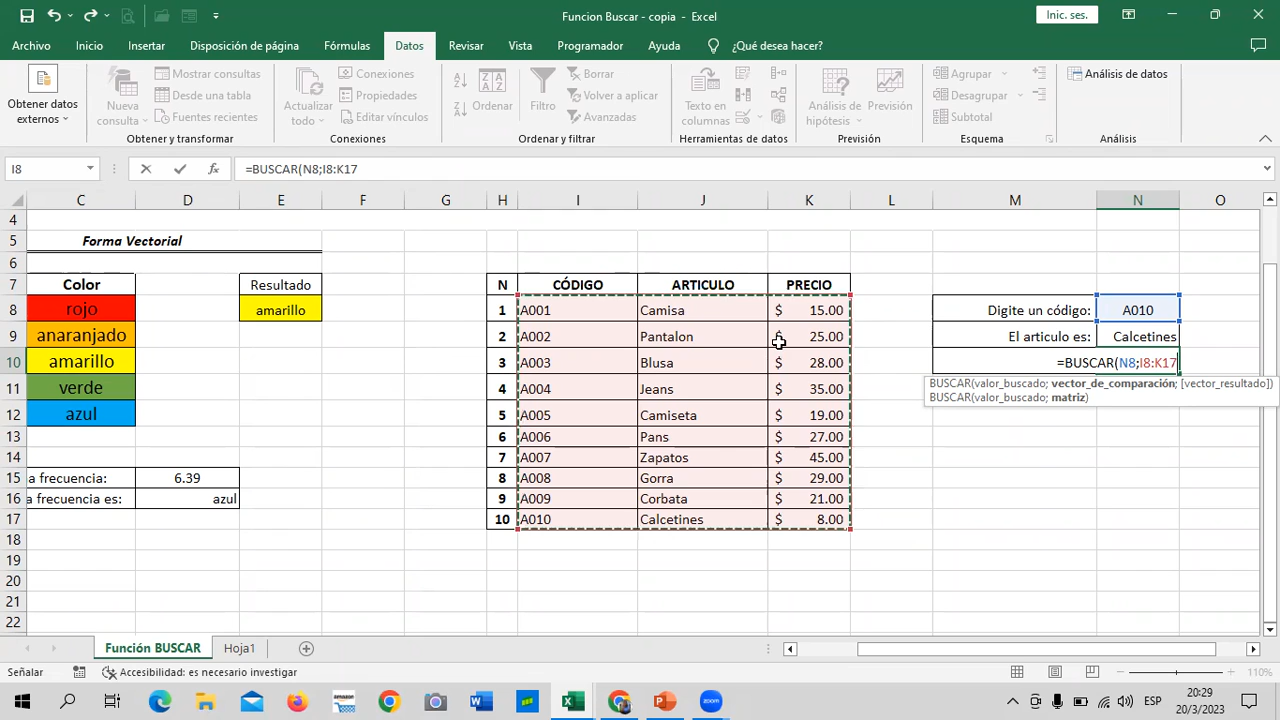 Funcion Buscar - copia - Excel
Inic. ses.
Archivo Inicio Insertar Disposición de página Fórmulas Datos Revisar Vista Programador Ayuda ¿Qué desea hacer?
Obtener datos externos
Nueva consulta
Mostrar consultas
Desde una tabla
Fuentes recientes
Obtener y transformar
Actualizar todo
Conexiones
Propiedades
Editar vínculos
Conexiones
Ordenar
Filtro
Borrar
Volver a aplicar
Avanzadas
Ordenar y filtrar
Texto en columnas
Herramientas de datos
Análisis de hipótesis
Previsión
Previsión
Agrupar
Desagrupar
Subtotal
Esquema
Análisis de datos
Análisis
I8 fx =BUSCAR(N8;I8:K17
C D E F G H I J K L M N O
4
5 Forma Vectorial
6
7 Color Resultado N CÓDIGO ARTICULO PRECIO
8 rojo amarillo 1 A001 Camisa $ 15.00 Digite un código: A010
9 anaranjado 2 A002 Pantalon $ 25.00 El articulo es: Calcetines
10 amarillo 3 A003 Blusa $ 28.00 =BUSCAR(N8;I8:K17
BUSCAR(valor_buscado; vector_de_comparación; [vector_resultado])
BUSCAR(valor_buscado; matriz)
11 verde 4 A004 Jeans $ 35.00
12 azul 5 A005 Camiseta $ 19.00
13 6 A006 Pans $ 27.00
14 7 A007 Zapatos $ 45.00
15 a frecuencia: 6.39 8 A008 Gorra $ 29.00
16 a frecuencia es: azul 9 A009 Corbata $ 21.00
17 10 A010 Calcetines $ 8.00
18
19
20
21
22
Función BUSCAR Hoja1
Señalar Accesibilidad: es necesario investigar 110%
ESP 20:29
20/3/2023